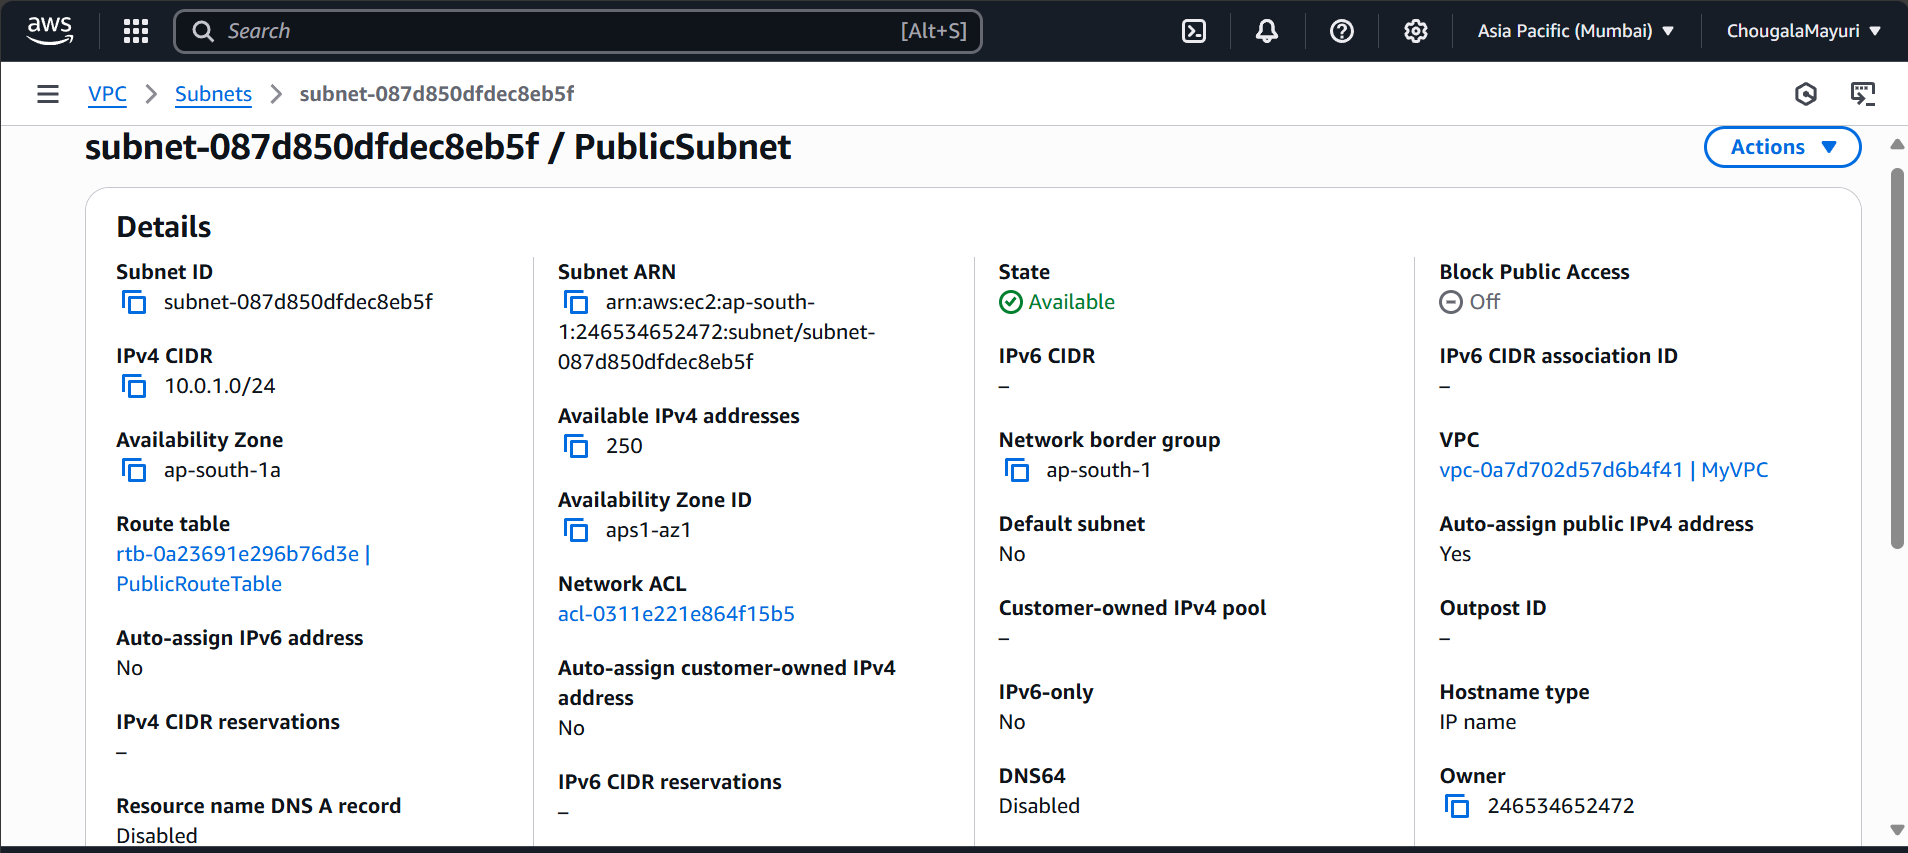 aws
Search
[Alt+S]
Asia Pacific (Mumbai)
ChougalaMayuri
VPC
Subnets
subnet-087d850dfdec8eb5f
subnet-087d850dfdec8eb5f / PublicSubnet
Actions
Details
Subnet ID
subnet-087d850dfdec8eb5f
IPv4 CIDR
10.0.1.0/24
Availability Zone
ap-south-1a
Route table
rtb-0a23691e296b76d3e |
PublicRouteTable
Auto-assign IPv6 address
No
IPv4 CIDR reservations
–
Resource name DNS A record
Disabled
Subnet ARN
arn:aws:ec2:ap-south-
1:246534652472:subnet/subnet-
087d850dfdec8eb5f
Available IPv4 addresses
250
Availability Zone ID
aps1-az1
Network ACL
acl-0311e221e864f15b5
Auto-assign customer-owned IPv4
address
No
IPv6 CIDR reservations
–
State
Available
IPv6 CIDR
–
Network border group
ap-south-1
Default subnet
No
Customer-owned IPv4 pool
–
IPv6-only
No
DNS64
Disabled
Block Public Access
Off
IPv6 CIDR association ID
–
VPC
vpc-0a7d702d57d6b4f41 | MyVPC
Auto-assign public IPv4 address
Yes
Outpost ID
–
Hostname type
IP name
Owner
246534652472